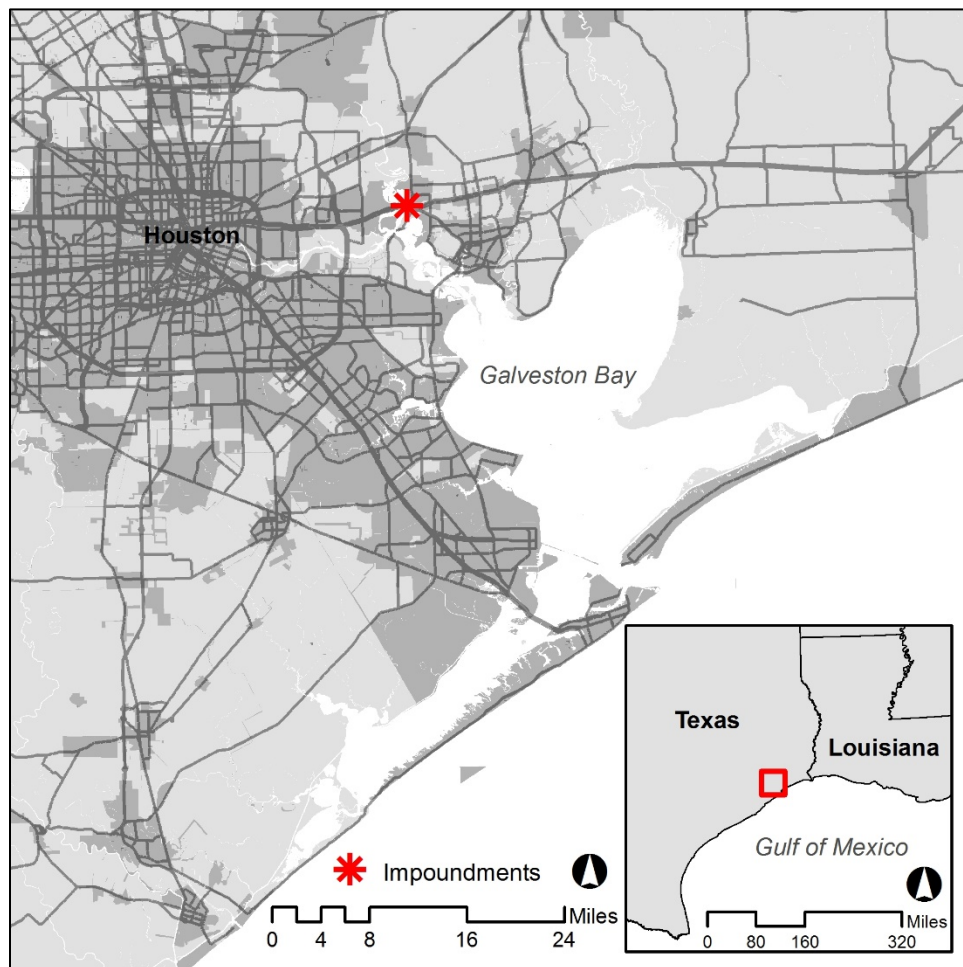 Houston
Galveston Bay
Texas
Louisiana
Gulf of Mexico
Impoundments
Miles
0 4 8 16 24
Miles
0 80 160 320